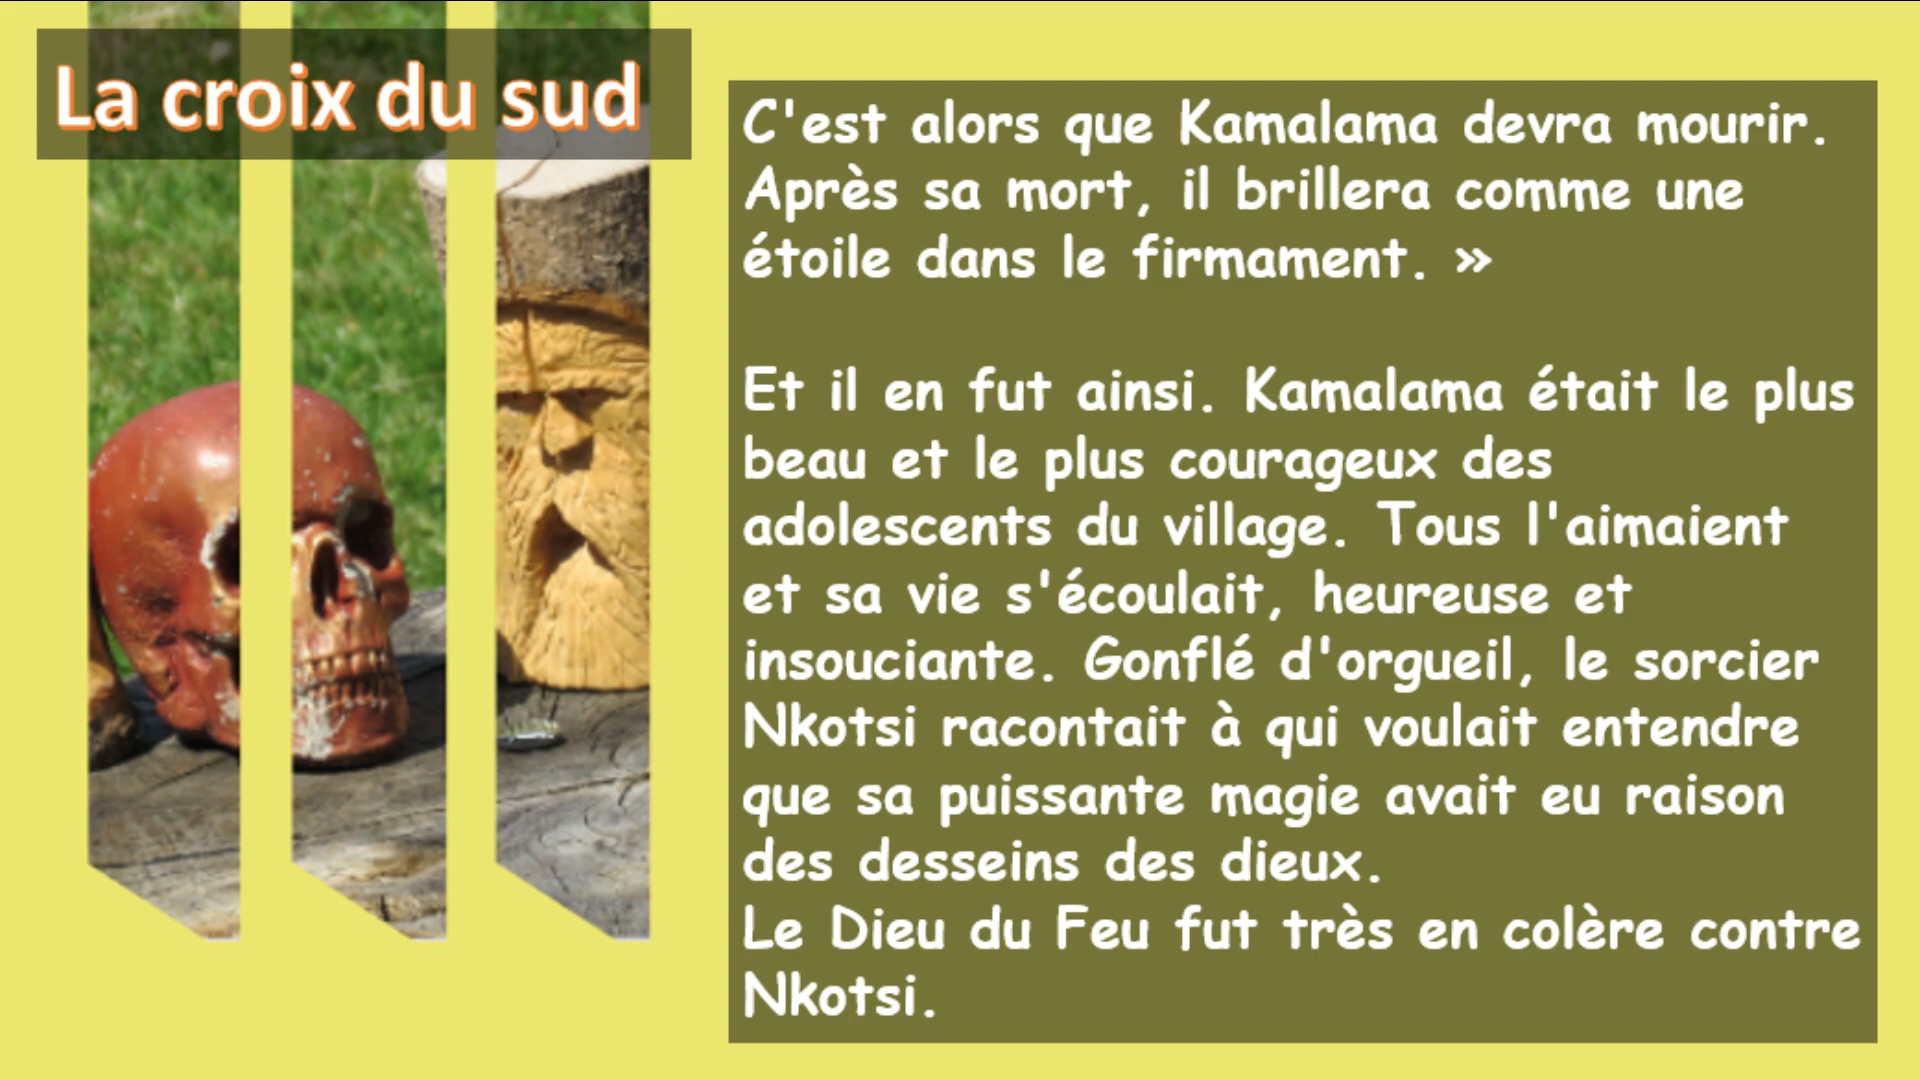 La croix du sud
C'est alors que Kamalama devra mourir.
Après sa mort, il brillera comme une
étoile dans le firmament. »
Et il en fut ainsi. Kamalama était le plus
beau et le plus courageux des
adolescents du village. Tous l'aimaient
et sa vie s'écoulait, heureuse et
insouciante. Gonflé d'orgueil, le sorcier
Nkotsi racontait à qui voulait entendre
que sa puissante magie avait eu raison
des desseins des dieux.
Le Dieu du Feu fut très en colère contre
Nkotsi.